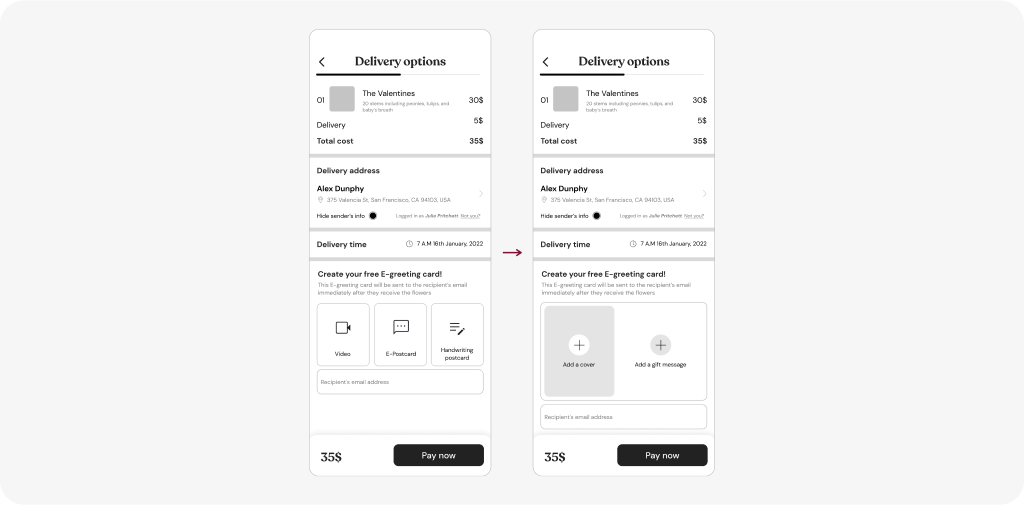 Delivery options
01
The Valentines
20 stems including peonies, tulips, and
baby's breath
30$
Delivery
5$
Total cost
35$
Delivery address
Alex Dunphy
375 Valencia St, San Francisco, CA 94103, USA
Hide sender's info
Logged in as Julie Pritchett. Not you?
Delivery time
7 A.M 16th January, 2022
Create your free E-greeting card!
This E-greeting card will be sent to the recipient's email
immediately after they receive the flowers
Video
E-Postcard
Handwriting
postcard
Recipient's email address
35$
Pay now
Delivery options
01
The Valentines
20 stems including peonies, tulips, and
baby's breath
30$
Delivery
5$
Total cost
35$
Delivery address
Alex Dunphy
375 Valencia St, San Francisco, CA 94103, USA
Hide sender's info
Logged in as Julie Pritchett. Not you?
Delivery time
7 A.M 16th January, 2022
Create your free E-greeting card!
This E-greeting card will be sent to the recipient's email
immediately after they receive the flowers
Add a cover
Add a gift message
Recipient's email address
35$
Pay now